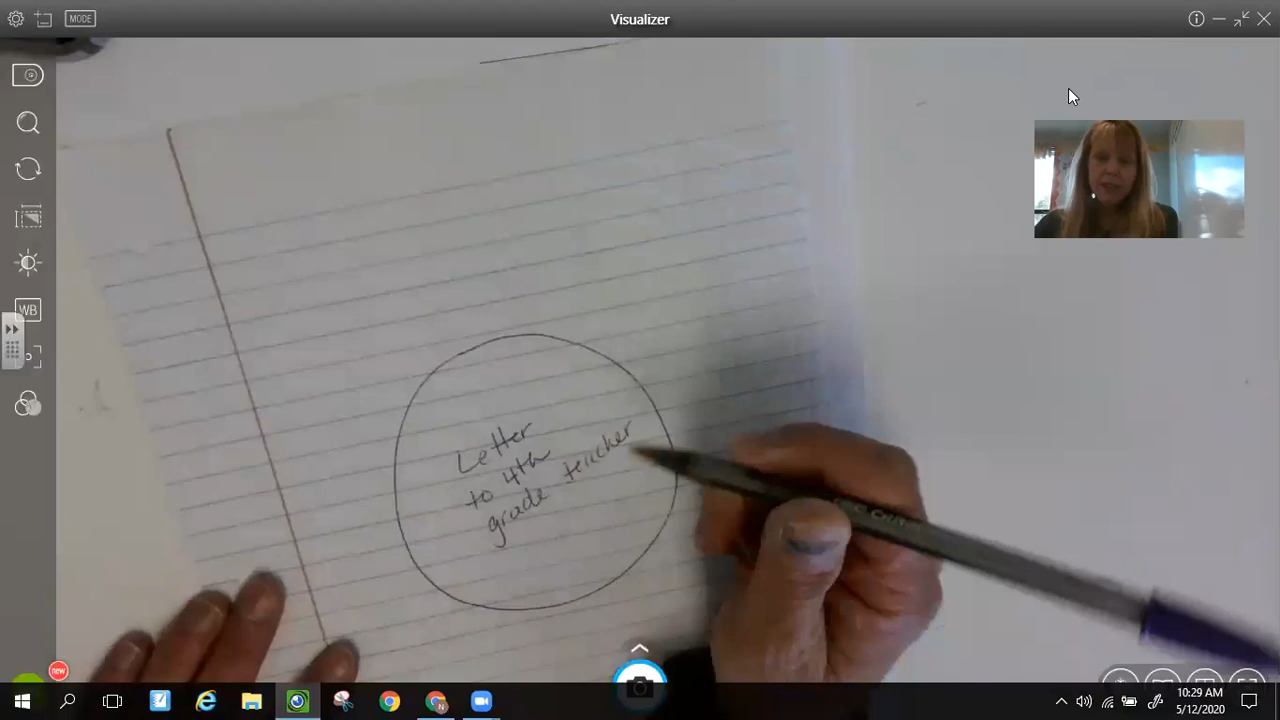 MODE
Visualizer
WB
Letter
to 4th
grade teacher
new
10:29 AM
5/12/2020